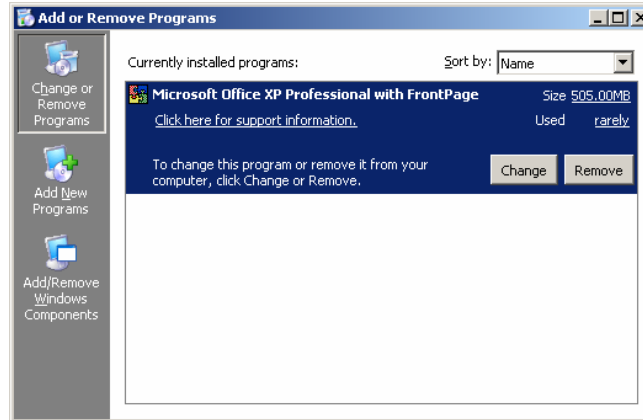 Add or Remove Programs
Change or
Remove
Programs
Add New
Programs
Add/Remove
Windows
Components
Currently installed programs:
Sort by: Name
Microsoft Office XP Professional with FrontPage Size 505.00MB
Click here for support information. Used rarely
To change this program or remove it from your
computer, click Change or Remove.
Change Remove